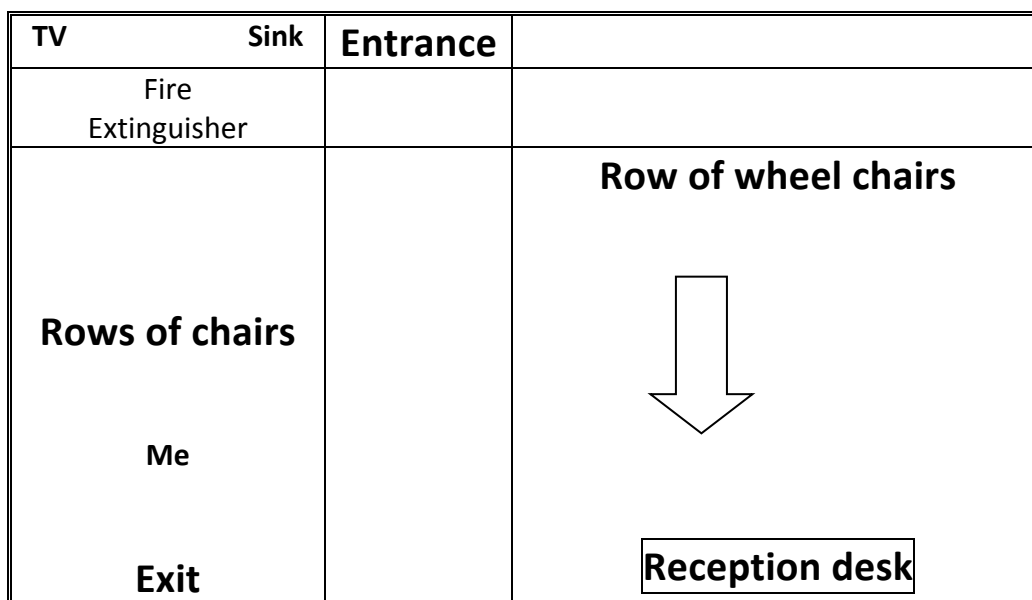 TV Sink Entrance
Fire
Extinguisher
Row of wheel chairs
Rows of chairs
Me
Exit
Reception desk